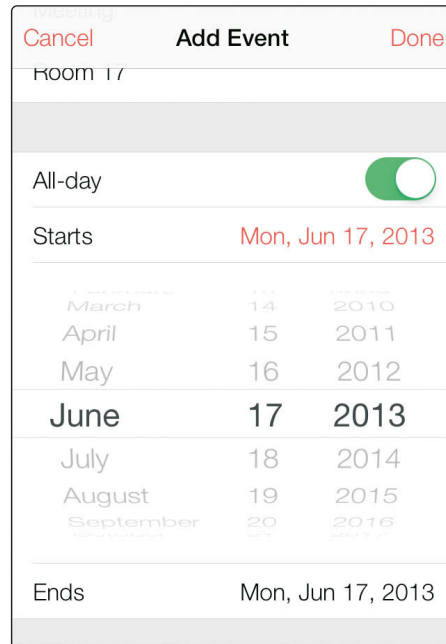 Meeting
Cancel Add Event Done
Room 17
All-day
Starts Mon, Jun 17, 2013
March 14 2010
April 15 2011
May 16 2012
June 17 2013
July 18 2014
August 19 2015
September 20 2016
Ends Mon, Jun 17, 2013